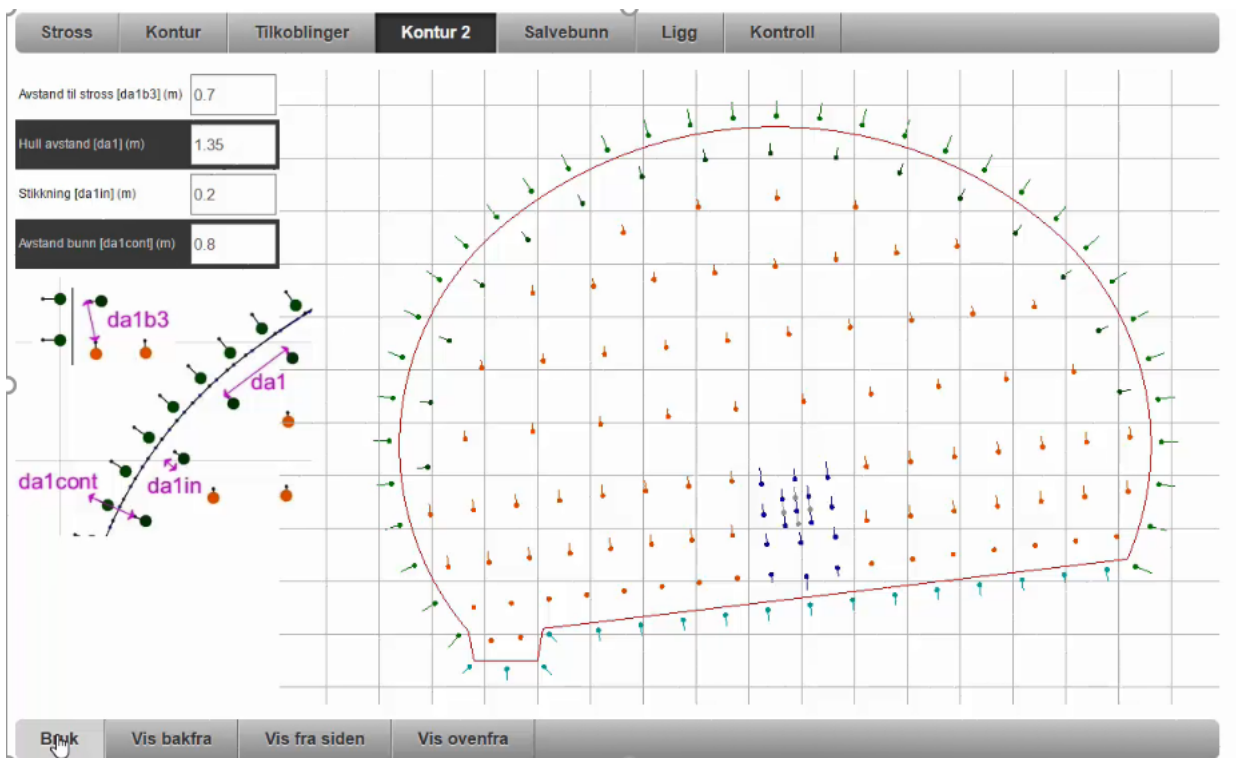 Stross Kontur Tilkoblinger Kontur 2 Salvebunn Ligg Kontroll
Avstand til stross [da1b3] (m) 0.7
Hull avstand [da1] (m) 1.35
Stikkning [da1in] (m) 0.2
Avstand bunn [da1cont] (m) 0.8
da1b3
da1
da1cont
da1in
Bruk Vis bakfra Vis fra siden Vis ovenfra